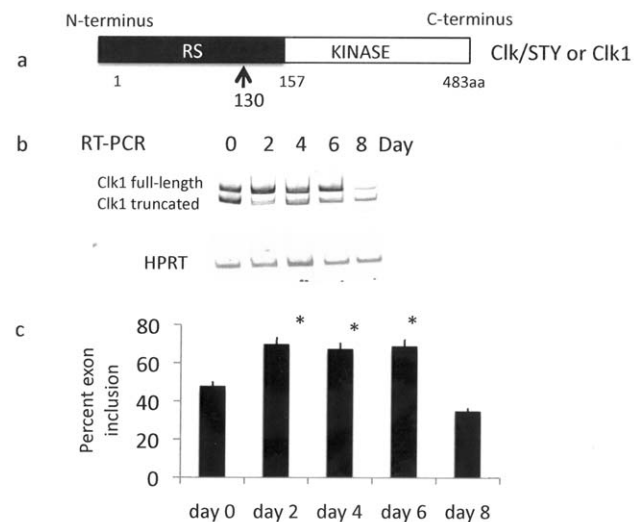 N-terminus C-terminus
a RS KINASE Clk/STY or Clk1
1 157 483aa
130
b RT-PCR 0 2 4 6 8 Day
Clk1 full-length
Clk1 truncated
HPRT
c
Percent exon
inclusion
80
60
40
20
0
* * *
day 0 day 2 day 4 day 6 day 8